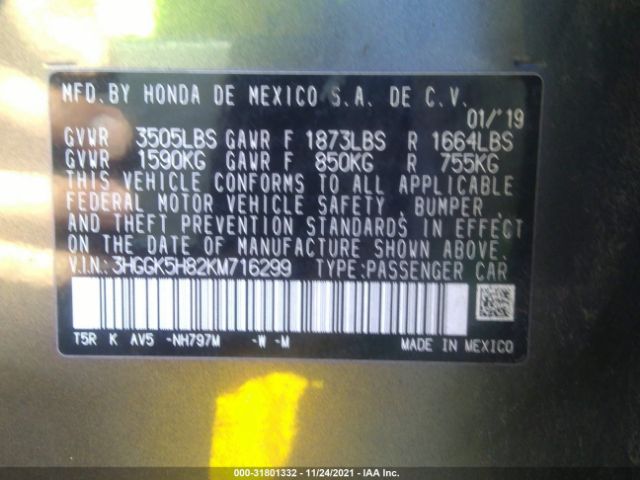 MFD. BY HONDA DE MEXICO S.A. DE C.V.
01/'19
GVWR 3505LBS GAWR F 1873LBS R 1664LBS
GVWR 1590KG GAWR F 850KG R 755KG
THIS VEHICLE CONFORMS TO ALL APPLICABLE
FEDERAL MOTOR VEHICLE SAFETY, BUMPER,
AND THEFT PREVENTION STANDARDS IN EFFECT
ON THE DATE OF MANUFACTURE SHOWN ABOVE.
V.I.N.: 3HGGK5H82KM716299 TYPE:PASSENGER CAR
T5R K AV5 -NH797M -W -M MADE IN MEXICO
000-31801332 - 11/24/2021 - IAA Inc.